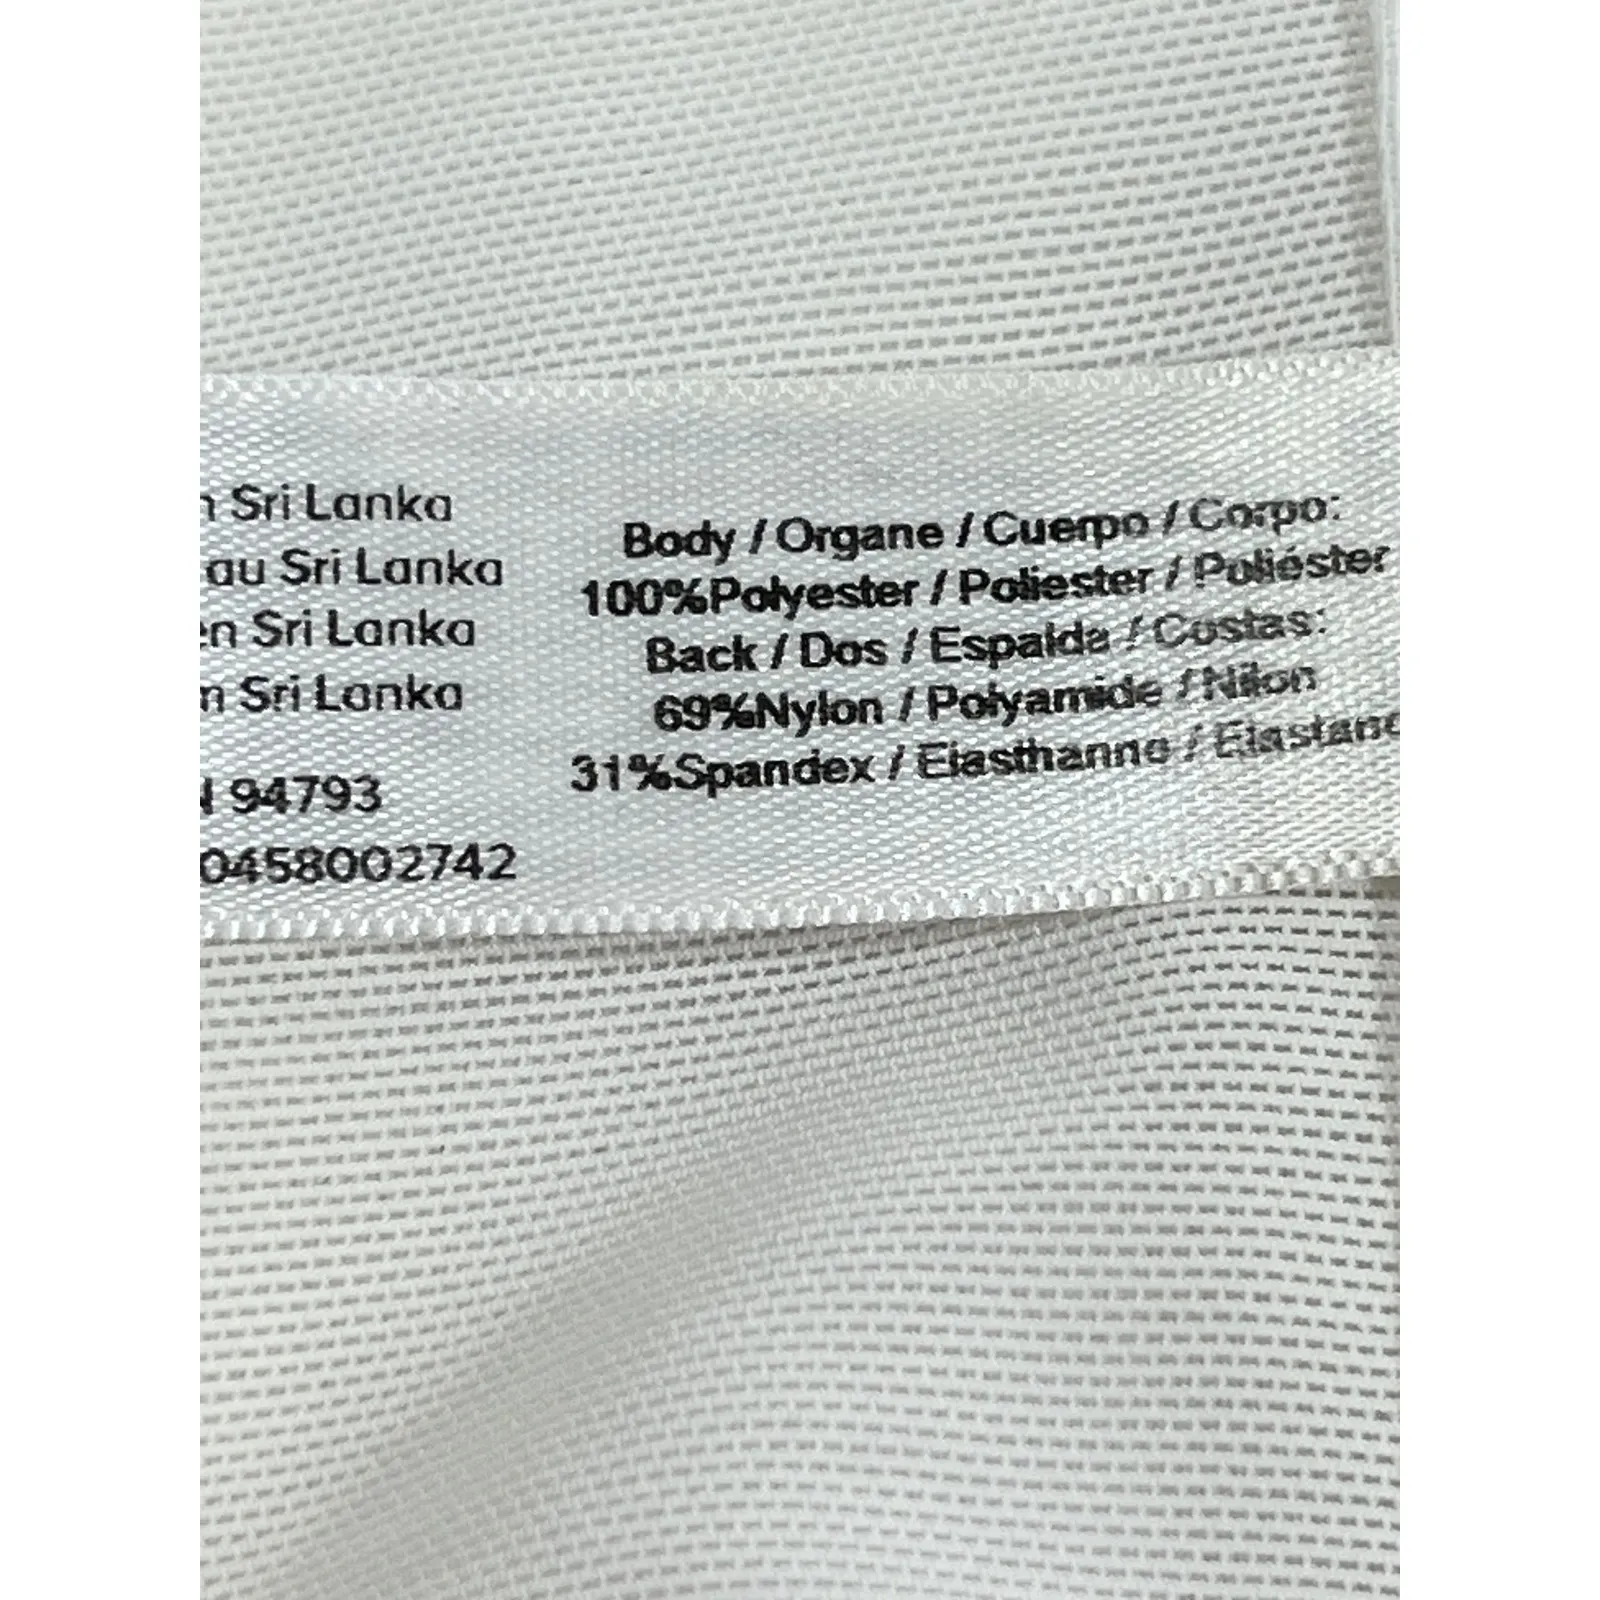 Sri Lanka
au Sri Lanka
Sri Lanka
Sri Lanka
94793
0458002742
Body / Organe / Cuerpo / Corpo:
100%Polyester / Poliester / Poliéster
Back / Dos / Espalda / Costas:
69%Nylon / Polyamide / Nilon
31%Spandex / Elasthanne / Elastano